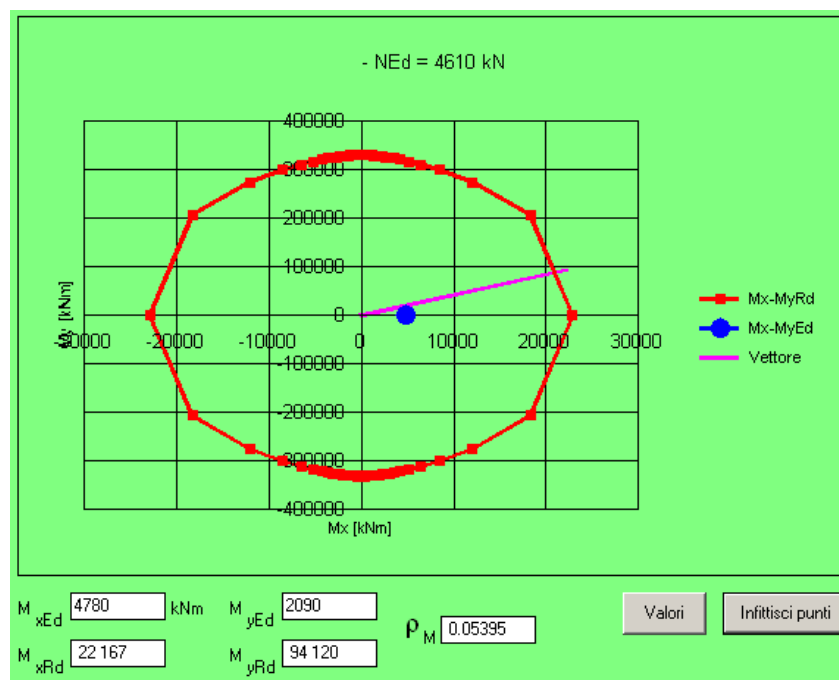 - NEd = 4610 kN
400000
300000
200000
100000
0
-100000
-200000
-300000
-400000
-20000
-10000
0
10000
20000
30000
My [kNm]
Mx [kNm]
Mx-MyRd
Mx-MyEd
Vettore
M xEd 4780 kNm M yEd 2090
ρ M 0.05395
Valori
Infittisci punti
M xRd 22 167 M yRd 94 120